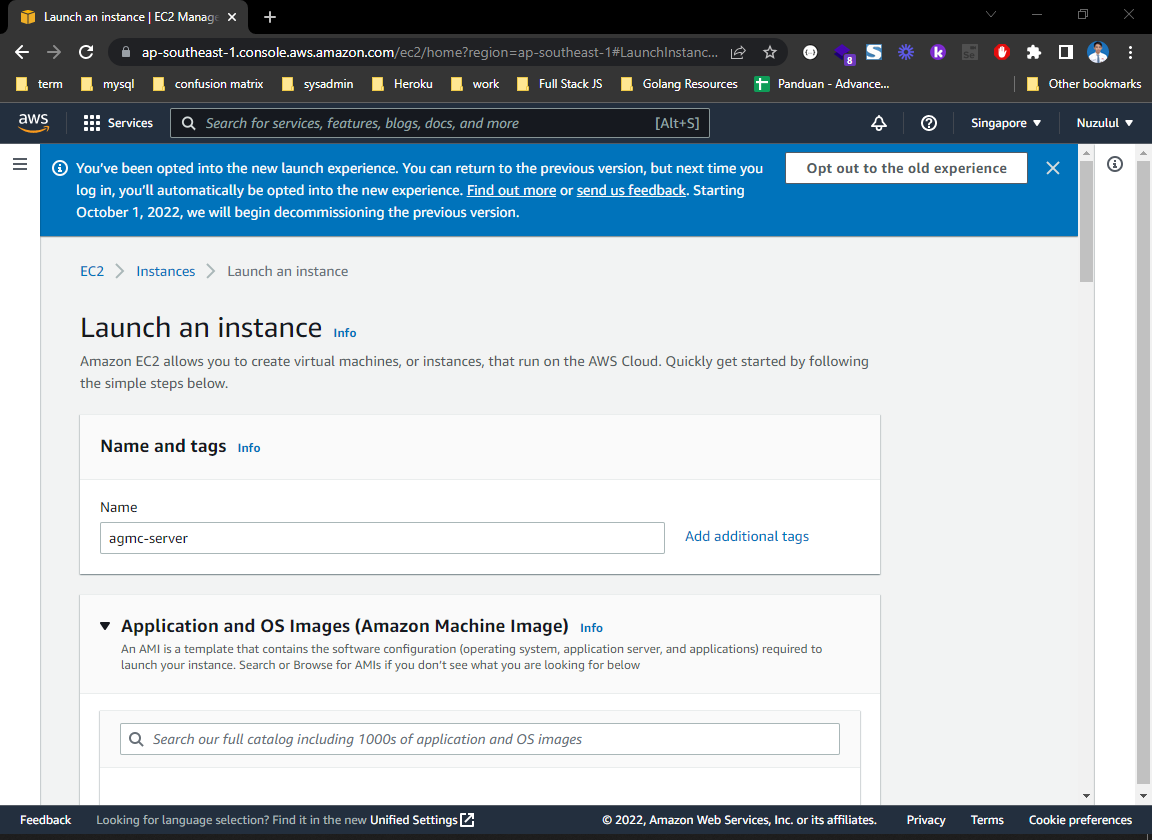 Launch an instance | EC2 Manage
ap-southeast-1.console.aws.amazon.com/ec2/home?region=ap-southeast-1#LaunchInstanc...
8
S
k
term
mysql
confusion matrix
sysadmin
Heroku
work
Full Stack JS
Golang Resources
Panduan - Advance...
Other bookmarks
aws
Services
Search for services, features, blogs, docs, and more
[Alt+S]
Singapore
Nuzulul
You've been opted into the new launch experience. You can return to the previous version, but next time you
log in, you'll automatically be opted into the new experience. Find out more or send us feedback. Starting
October 1, 2022, we will begin decommissioning the previous version.
Opt out to the old experience
EC2
Instances
Launch an instance
Launch an instance Info
Amazon EC2 allows you to create virtual machines, or instances, that run on the AWS Cloud. Quickly get started by following
the simple steps below.
Name and tags Info
Name
agmc-server
Add additional tags
Application and OS Images (Amazon Machine Image) Info
An AMI is a template that contains the software configuration (operating system, application server, and applications) required to
launch your instance. Search or Browse for AMIs if you don't see what you are looking for below
Search our full catalog including 1000s of application and OS images
Feedback
Looking for language selection? Find it in the new Unified Settings
© 2022, Amazon Web Services, Inc. or its affiliates.
Privacy
Terms
Cookie preferences